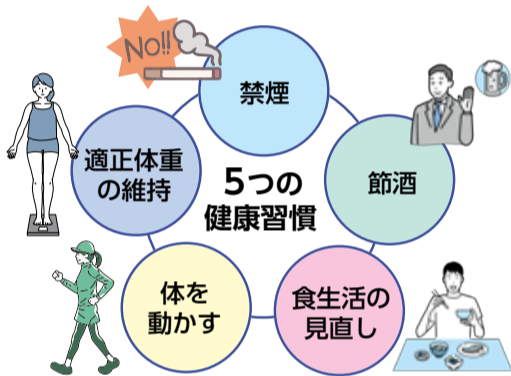 No!!
禁煙
適正体重
の維持
5つの
健康習慣
節酒
体を
動かす
食生活の
見直し